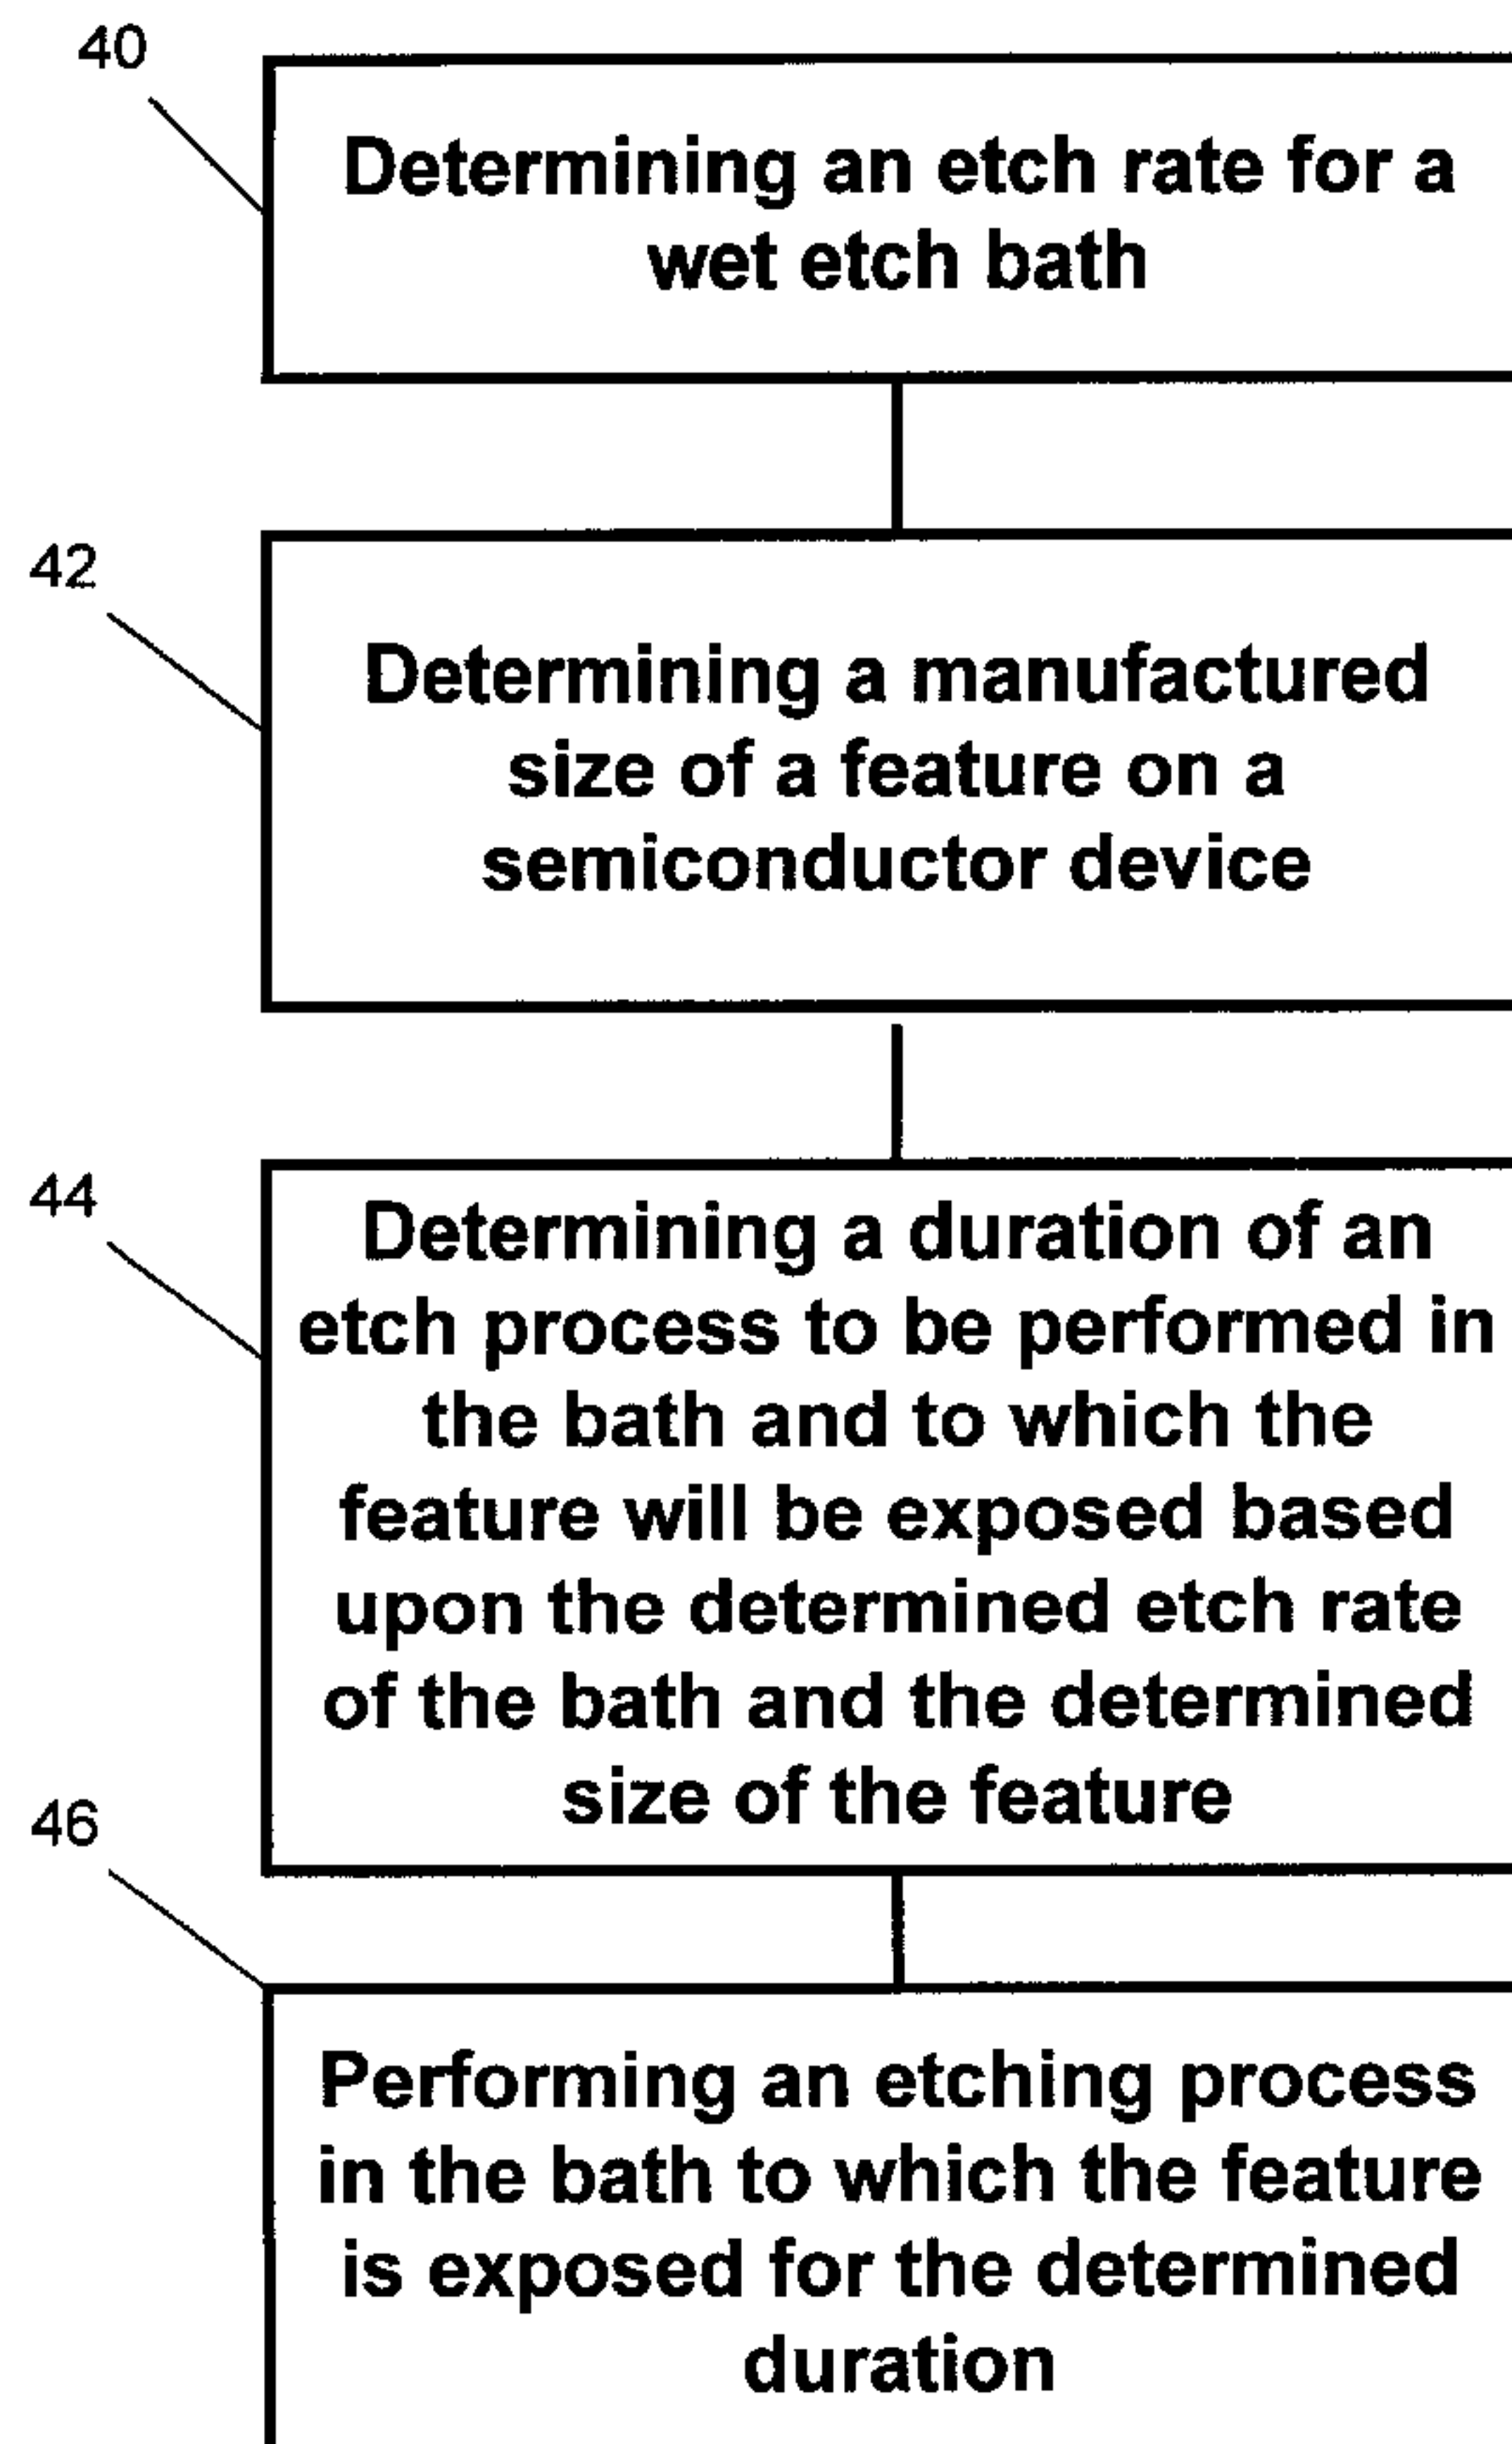 40
Determining an etch rate for a
wet etch bath
42
Determining a manufactured
size of a feature on a
semiconductor device
44
Determining a duration of an
etch process to be performed in
the bath and to which the
feature will be exposed based
upon the determined etch rate
of the bath and the determined
size of the feature
46
Performing an etching process
in the bath to which the feature
is exposed for the determined
duration